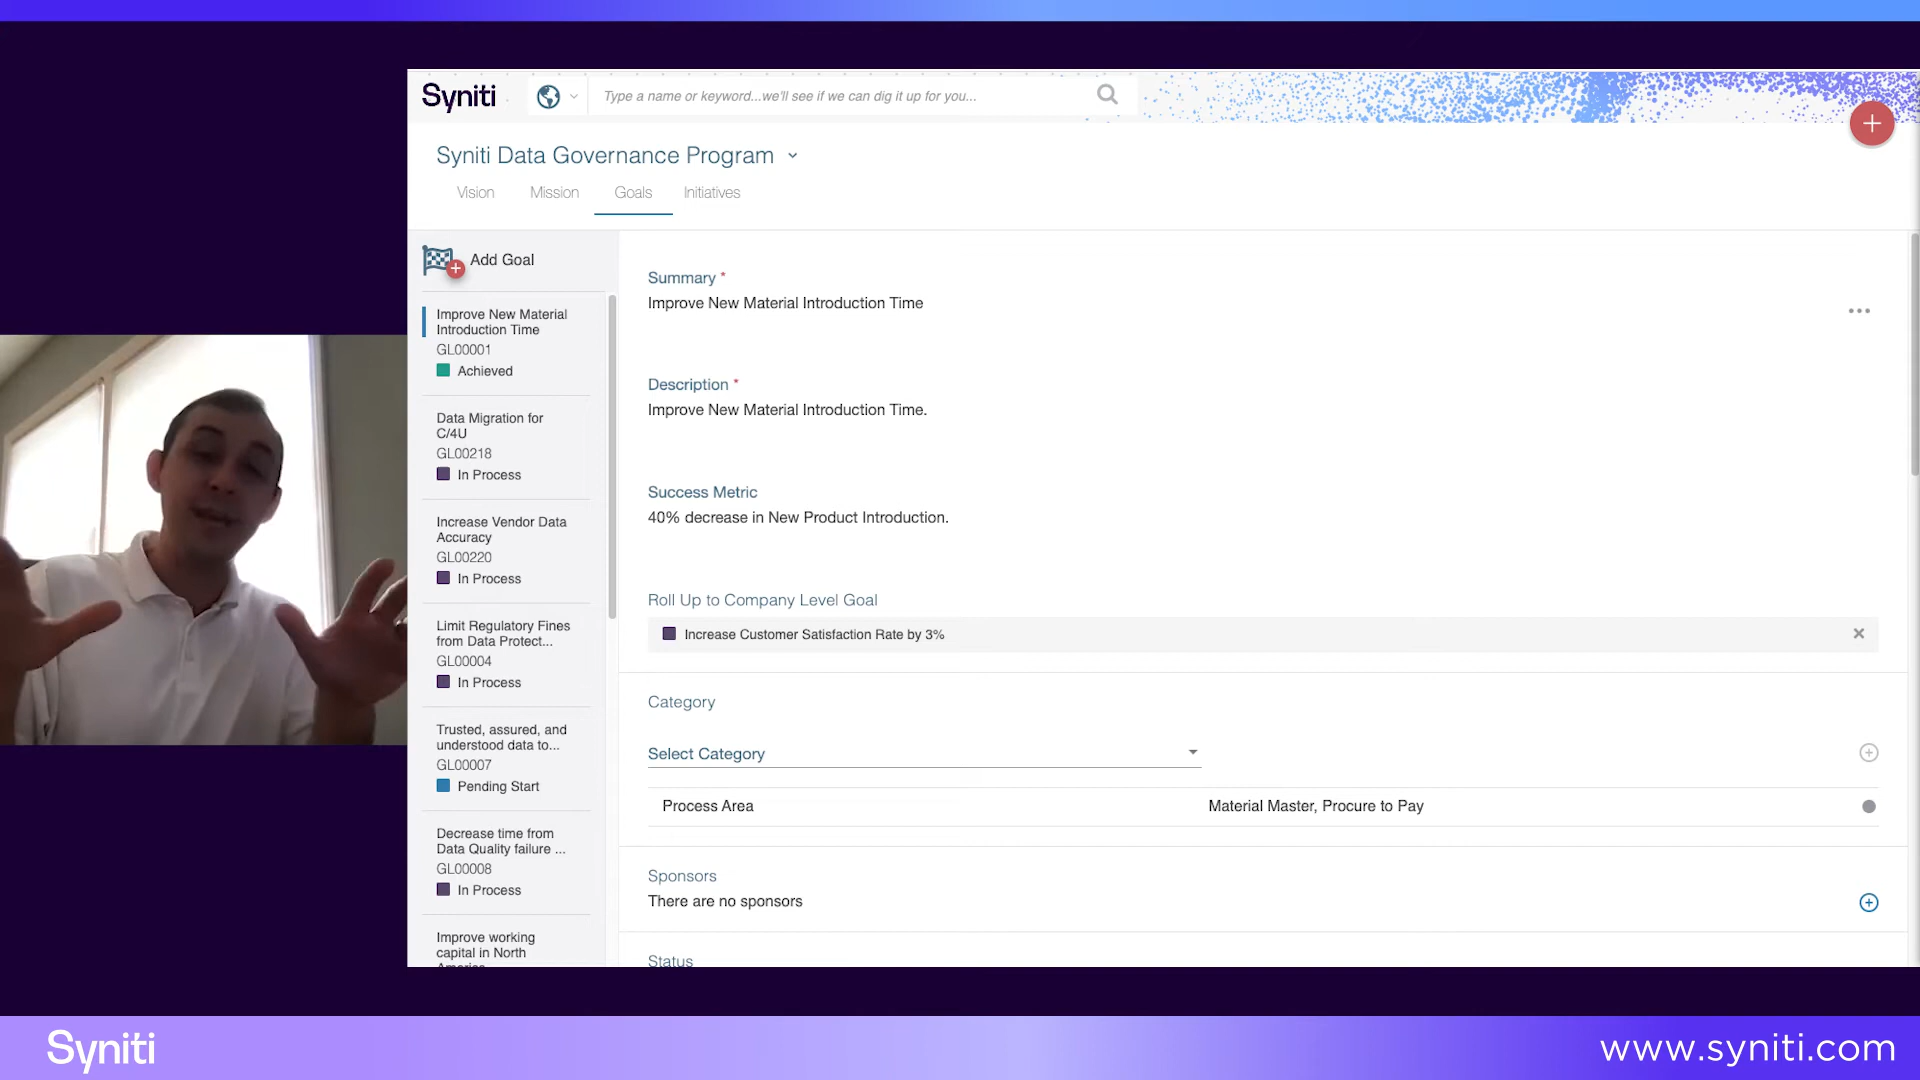 Syniti
Type a name or keyword...we'll see if we can dig it up for you...
Syniti Data Governance Program
Vision
Mission
Goals
Initiatives
Add Goal
Improve New Material
Introduction Time
GL00001
Achieved
Data Migration for
C/4U
GL00218
In Process
Increase Vendor Data
Accuracy
GL00220
In Process
Limit Regulatory Fines
from Data Protect...
GL00004
In Process
Trusted, assured, and
understood data to...
GL00007
Pending Start
Decrease time from
Data Quality failure ...
GL00008
In Process
Improve working
capital in North
America
Summary *
Improve New Material Introduction Time
Description *
Improve New Material Introduction Time.
Success Metric
40% decrease in New Product Introduction.
Roll Up to Company Level Goal
Increase Customer Satisfaction Rate by 3%
Category
Select Category
Process Area
Material Master, Procure to Pay
Sponsors
There are no sponsors
Status
Syniti
www.syniti.com